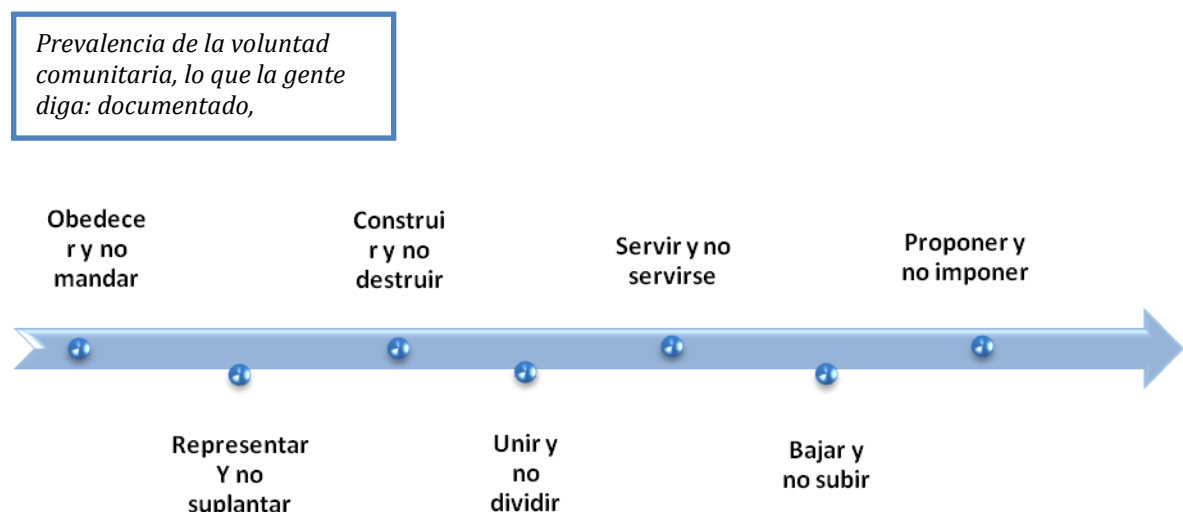 Prevalencia de la voluntad
comunitaria, lo que la gente
diga: documentado,
Obedece
r y no
mandar
Construi
r y no
destruir
Servir y no
servirse
Proponer y
no imponer
Representar
Y no
suplantar
Unir y
no
dividir
Bajar y
no subir